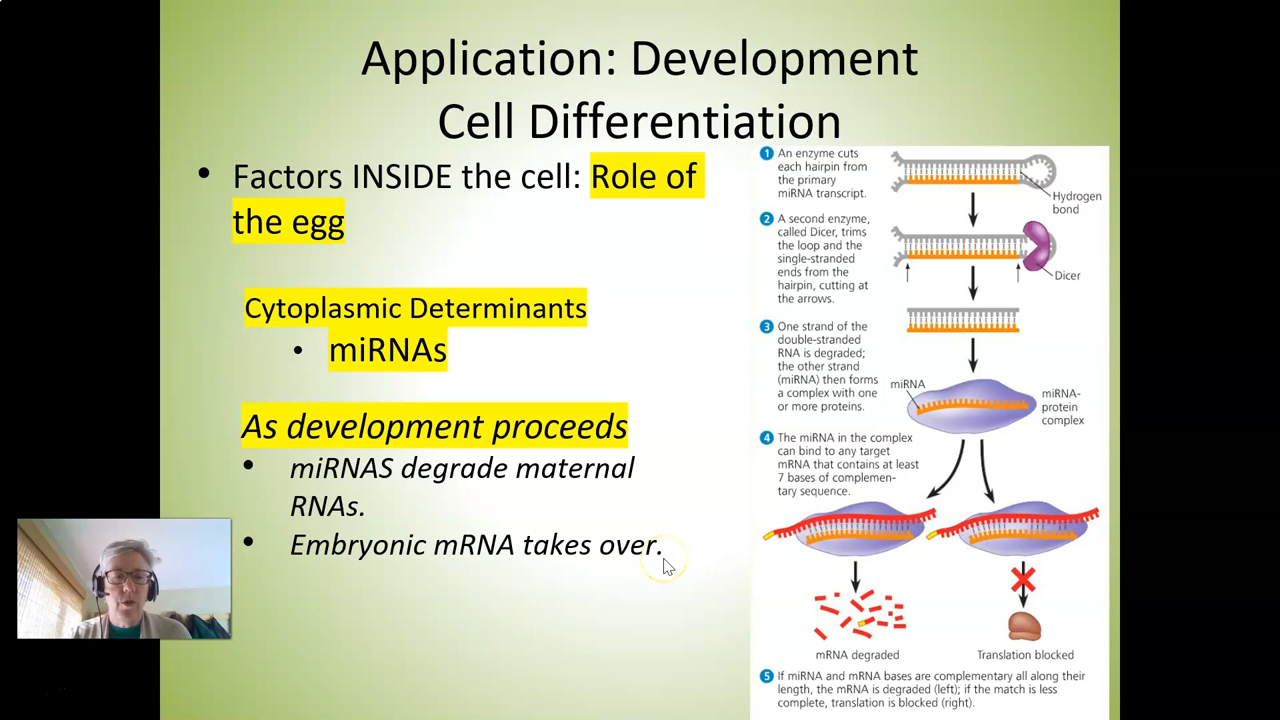 Application: Development
Cell Differentiation
• Factors INSIDE the cell: Role of
the egg
Cytoplasmic Determinants
• miRNAs
As development proceeds
• miRNAS degrade maternal
RNAs.
• Embryonic mRNA takes over.
1 An enzyme cuts
each hairpin from
the primary
miRNA transcript.
Hydrogen
bond
2 A second enzyme,
called Dicer, trims
the loop and the
single-stranded
ends from the
hairpin, cutting at
the arrows.
Dicer
3 One strand of the
double-stranded
RNA is degraded;
the other strand
(miRNA) then forms
a complex with one
or more proteins.
miRNA
miRNA-
protein
complex
4 The miRNA in the complex
can bind to any target
mRNA that contains at least
7 bases of complemen-
tary sequence.
mRNA degraded
Translation blocked
5 If miRNA and mRNA bases are complementary all along their
length, the mRNA is degraded (left); if the match is less
complete, translation is blocked (right).